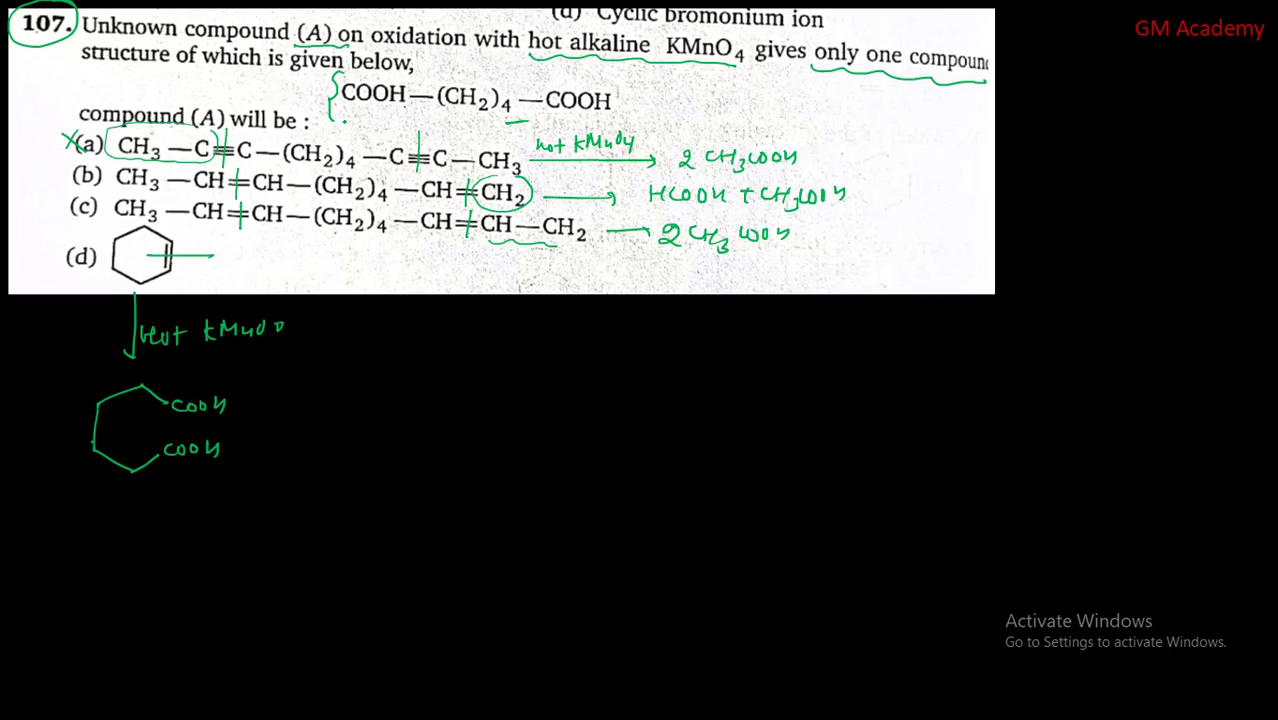 (d) Cyclic bromonium ion
GM Academy
107. Unknown compound (A) on oxidation with hot alkaline KMnO4 gives only one compound
structure of which is given below,
COOH—(CH2)4—COOH
compound (A) will be :
(a) CH3—C≡C—(CH2)4—C≡C—CH3 hot KMnO4 → 2 CH3COOH
(b) CH3—CH=CH—(CH2)4—CH=CH2 → HCOOH + CH3COOH
(c) CH3—CH=CH—(CH2)4—CH=CH—CH2 → 2 CH3COOH
(d)
Hot KMnO
COOH
COOH
Activate Windows
Go to Settings to activate Windows.